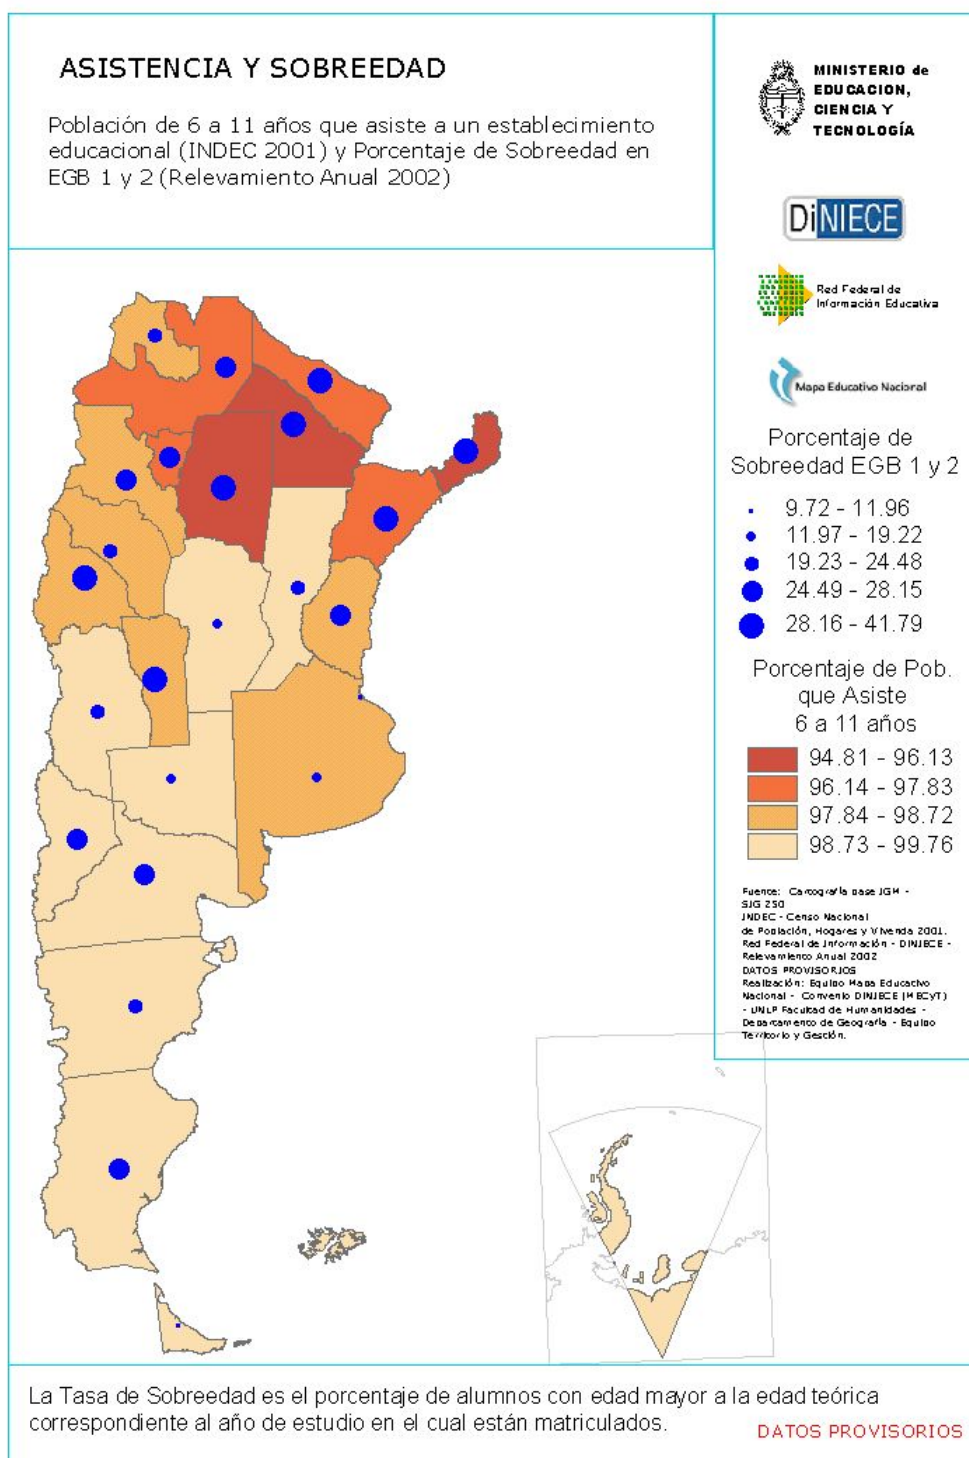 ASISTENCIA Y SOBREEDAD
Población de 6 a 11 años que asiste a un establecimiento
educacional (INDEC 2001) y Porcentaje de Sobreedad en
EGB 1 y 2 (Relevamiento Anual 2002)
MINISTERIO de
EDUCACION,
CIENCIA Y
TECNOLOGÍA
DiNIECE
Red Federal de
Información Educativa
Mapa Educativo Nacional
Porcentaje de
Sobreedad EGB 1 y 2
9.72 - 11.96
11.97 - 19.22
19.23 - 24.48
24.49 - 28.15
28.16 - 41.79
Porcentaje de Pob.
que Asiste
6 a 11 años
94.81 - 96.13
96.14 - 97.83
97.84 - 98.72
98.73 - 99.76
Fuente: Cartografía base IGM -
SIG 250
INDEC - Censo Nacional
de Población, Hogares y Vivenda 2001.
Red Federal de Información - DINIECE -
Relevamiento Anual 2002
DATOS PROVISORIOS
Realización: Equipo Mapa Educativo
Nacional - Convenio DINIECE (MECyT)
- UNLP Facultad de Humanidades -
Departamento de Geografía - Equipo
Territorio y Gestión.
La Tasa de Sobreedad es el porcentaje de alumnos con edad mayor a la edad teórica
correspondiente al año de estudio en el cual están matriculados.
DATOS PROVISORIOS